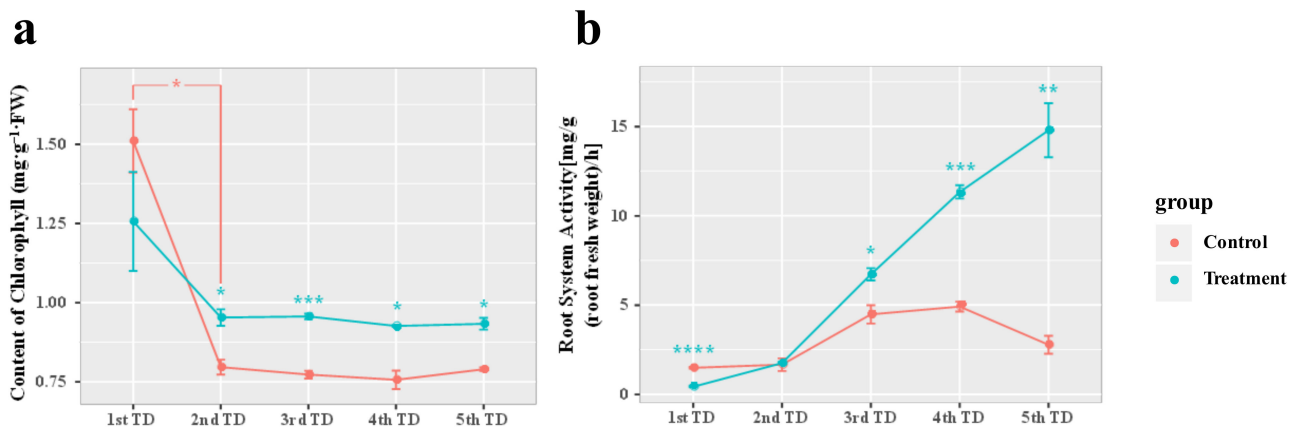 a
Content of Chlorophyll (mg·g⁻¹·FW)
1.50
1.25
1.00
0.75
*
*
***
*
*
1st TD 2nd TD 3rd TD 4th TD 5th TD
b
Root System Activity[mg/g
(root fresh weight)/h]
15
10
5
0
****
*
***
**
1st TD 2nd TD 3rd TD 4th TD 5th TD
group
Control
Treatment